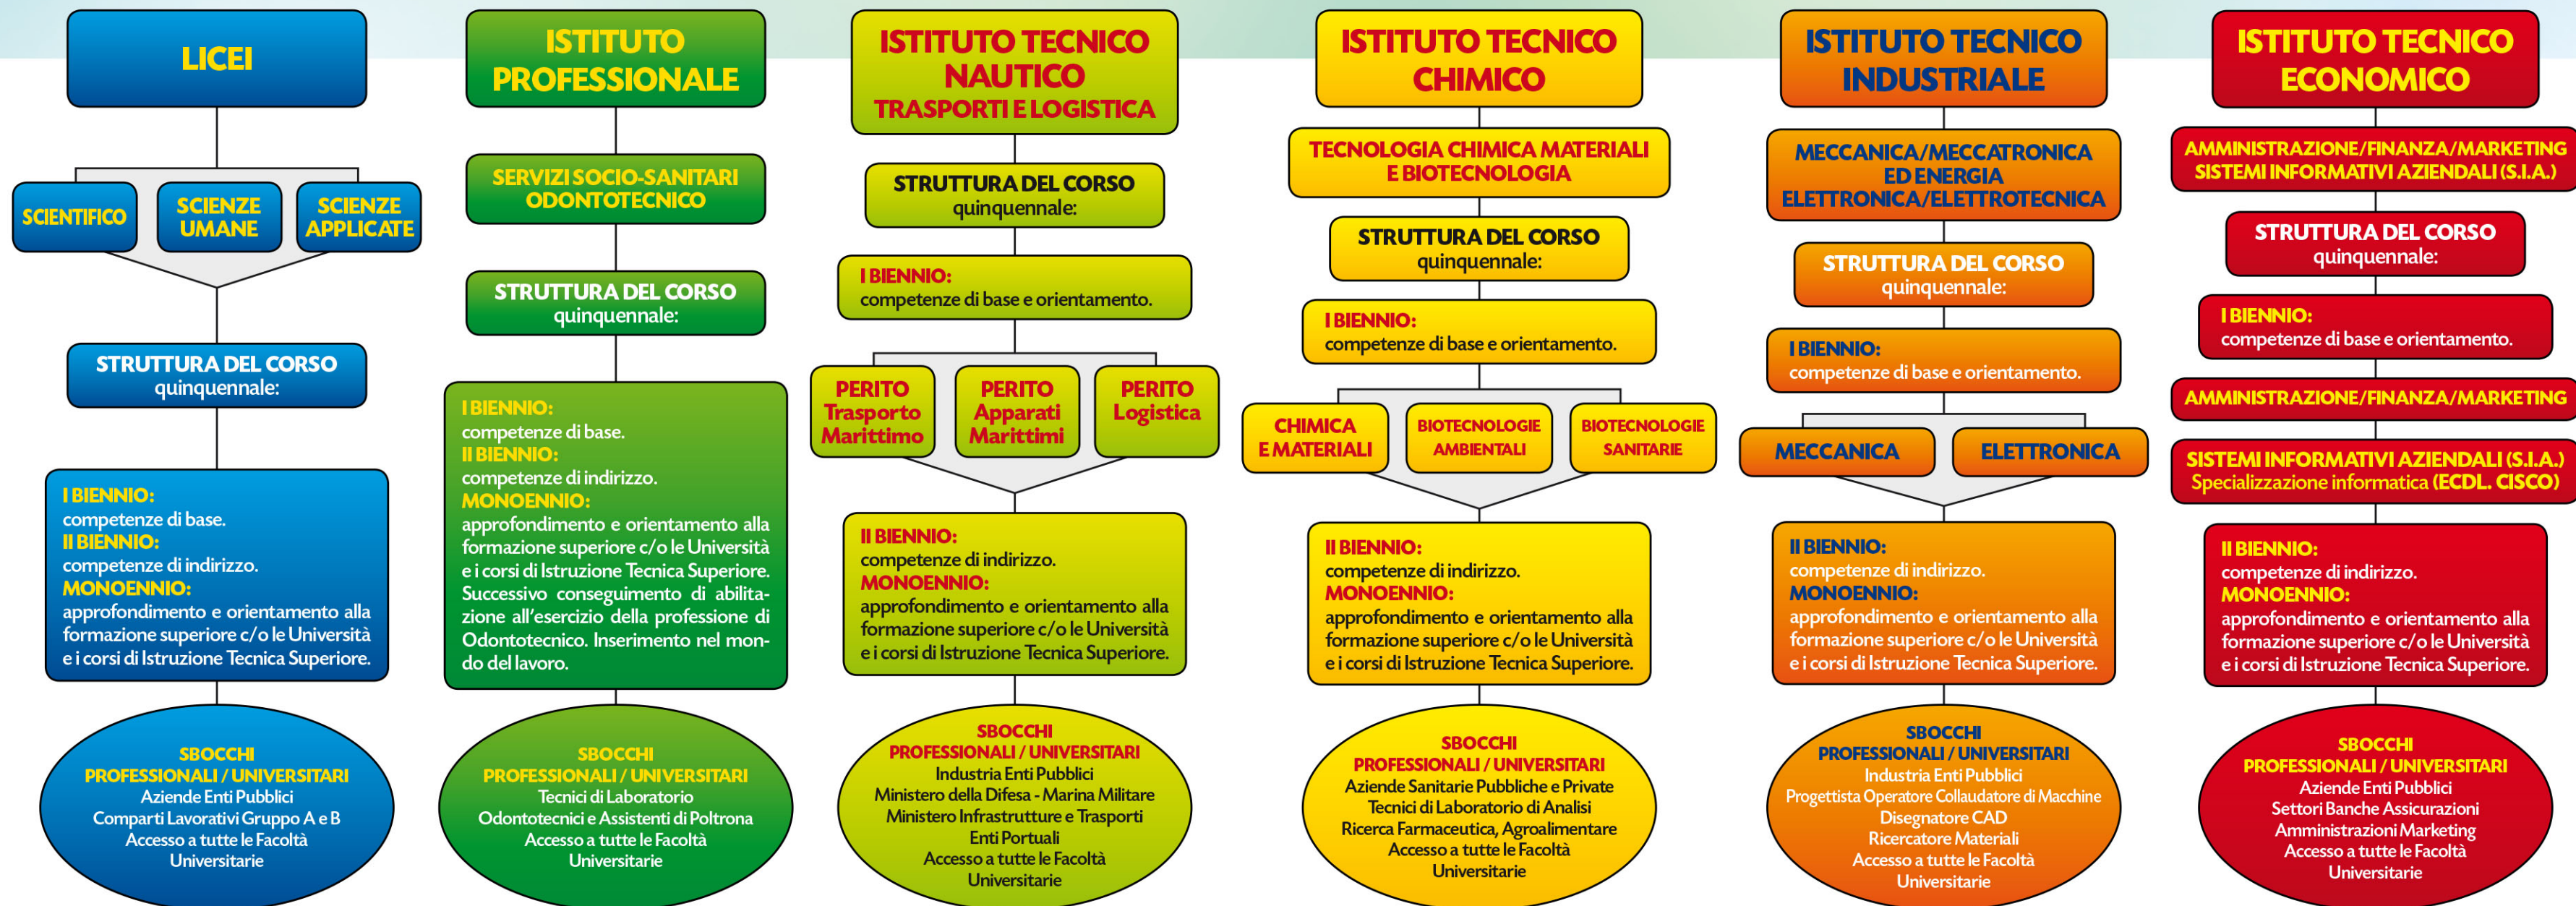 LICEI
SCIENTIFICO
SCIENZE
UMANE
SCIENZE
APPLICATE
STRUTTURA DEL CORSO
quinquennale:
I BIENNIO:
competenze di base.
II BIENNIO:
competenze di indirizzo.
MONOENNIO:
approfondimento e orientamento alla
formazione superiore c/o le Università
e i corsi di Istruzione Tecnica Superiore.
SBOCCHI
PROFESSIONALI / UNIVERSITARI
Aziende Enti Pubblici
Comparti Lavorativi Gruppo A e B
Accesso a tutte le Facoltà
Universitarie
ISTITUTO
PROFESSIONALE
SERVIZI SOCIO-SANITARI
ODONTOTECNICO
STRUTTURA DEL CORSO
quinquennale:
I BIENNIO:
competenze di base.
II BIENNIO:
competenze di indirizzo.
MONOENNIO:
approfondimento e orientamento alla
formazione superiore c/o le Università
e i corsi di Istruzione Tecnica Superiore.
Successivo conseguimento di abilita-
zione all'esercizio della professione di
Odontotecnico. Inserimento nel mon-
do del lavoro.
SBOCCHI
PROFESSIONALI / UNIVERSITARI
Tecnici di Laboratorio
Odontotecnici e Assistenti di Poltrona
Accesso a tutte le Facoltà
Universitarie
ISTITUTO TECNICO
NAUTICO
TRASPORTI E LOGISTICA
STRUTTURA DEL CORSO
quinquennale:
I BIENNIO:
competenze di base e orientamento.
PERITO
Trasporto
Marittimo
PERITO
Apparati
Marittimi
PERITO
Logistica
II BIENNIO:
competenze di indirizzo.
MONOENNIO:
approfondimento e orientamento alla
formazione superiore c/o le Università
e i corsi di Istruzione Tecnica Superiore.
SBOCCHI
PROFESSIONALI / UNIVERSITARI
Industria Enti Pubblici
Ministero della Difesa - Marina Militare
Ministero Infrastrutture e Trasporti
Enti Portuali
Accesso a tutte le Facoltà
Universitarie
ISTITUTO TECNICO
CHIMICO
TECNOLOGIA CHIMICA MATERIALI
E BIOTECNOLOGIA
STRUTTURA DEL CORSO
quinquennale:
I BIENNIO:
competenze di base e orientamento.
CHIMICA
E MATERIALI
BIOTECNOLOGIE
AMBIENTALI
BIOTECNOLOGIE
SANITARIE
II BIENNIO:
competenze di indirizzo.
MONOENNIO:
approfondimento e orientamento alla
formazione superiore c/o le Università
e i corsi di Istruzione Tecnica Superiore.
SBOCCHI
PROFESSIONALI / UNIVERSITARI
Aziende Sanitarie Pubbliche e Private
Tecnici di Laboratorio di Analisi
Ricerca Farmaceutica, Agroalimentare
Accesso a tutte le Facoltà
Universitarie
ISTITUTO TECNICO
INDUSTRIALE
MECCANICA/MECCATRONICA
ED ENERGIA
ELETTRONICA/ELETTROTECNICA
STRUTTURA DEL CORSO
quinquennale:
I BIENNIO:
competenze di base e orientamento.
MECCANICA
ELETTRONICA
II BIENNIO:
competenze di indirizzo.
MONOENNIO:
approfondimento e orientamento alla
formazione superiore c/o le Università
e i corsi di Istruzione Tecnica Superiore.
SBOCCHI
PROFESSIONALI / UNIVERSITARI
Industria Enti Pubblici
Progettista Operatore Collaudatore di Macchine
Disegnatore CAD
Ricercatore Materiali
Accesso a tutte le Facoltà
Universitarie
ISTITUTO TECNICO
ECONOMICO
AMMINISTRAZIONE/FINANZA/MARKETING
SISTEMI INFORMATIVI AZIENDALI (S.I.A.)
STRUTTURA DEL CORSO
quinquennale:
I BIENNIO:
competenze di base e orientamento.
AMMINISTRAZIONE/FINANZA/MARKETING
SISTEMI INFORMATIVI AZIENDALI (S.I.A.)
Specializzazione informatica (ECDL. CISCO)
II BIENNIO:
competenze di indirizzo.
MONOENNIO:
approfondimento e orientamento alla
formazione superiore c/o le Università
e i corsi di Istruzione Tecnica Superiore.
SBOCCHI
PROFESSIONALI / UNIVERSITARI
Aziende Enti Pubblici
Settori Banche Assicurazioni
Amministrazioni Marketing
Accesso a tutte le Facoltà
Universitarie